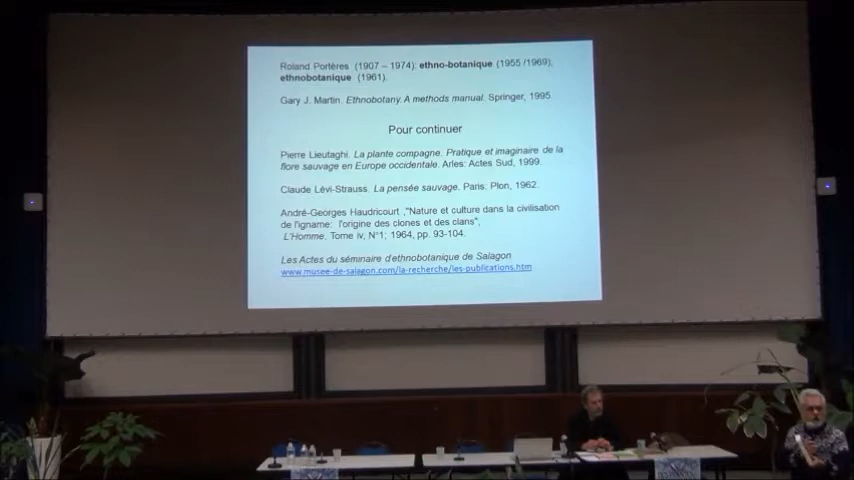 Roland Portères (1907 – 1974): ethno-botanique (1955 /1969),
ethnobotanique (1961).
Gary J. Martin. Ethnobotany. A methods manual. Springer, 1995
Pour continuer
Pierre Lieutaghi. La plante compagne. Pratique et imaginaire de la
flore sauvage en Europe occidentale. Arles: Actes Sud, 1999.
Claude Lévi-Strauss. La pensée sauvage. Paris: Plon, 1962.
André-Georges Haudricourt ,"Nature et culture dans la civilisation
de l'igname: l'origine des clones et des clans",
L'Homme. Tome iv, N°1; 1964, pp. 93-104.
Les Actes du séminaire d'ethnobotanique de Salagon
www.musee-de-salagon.com/la-recherche/les-publications.htm